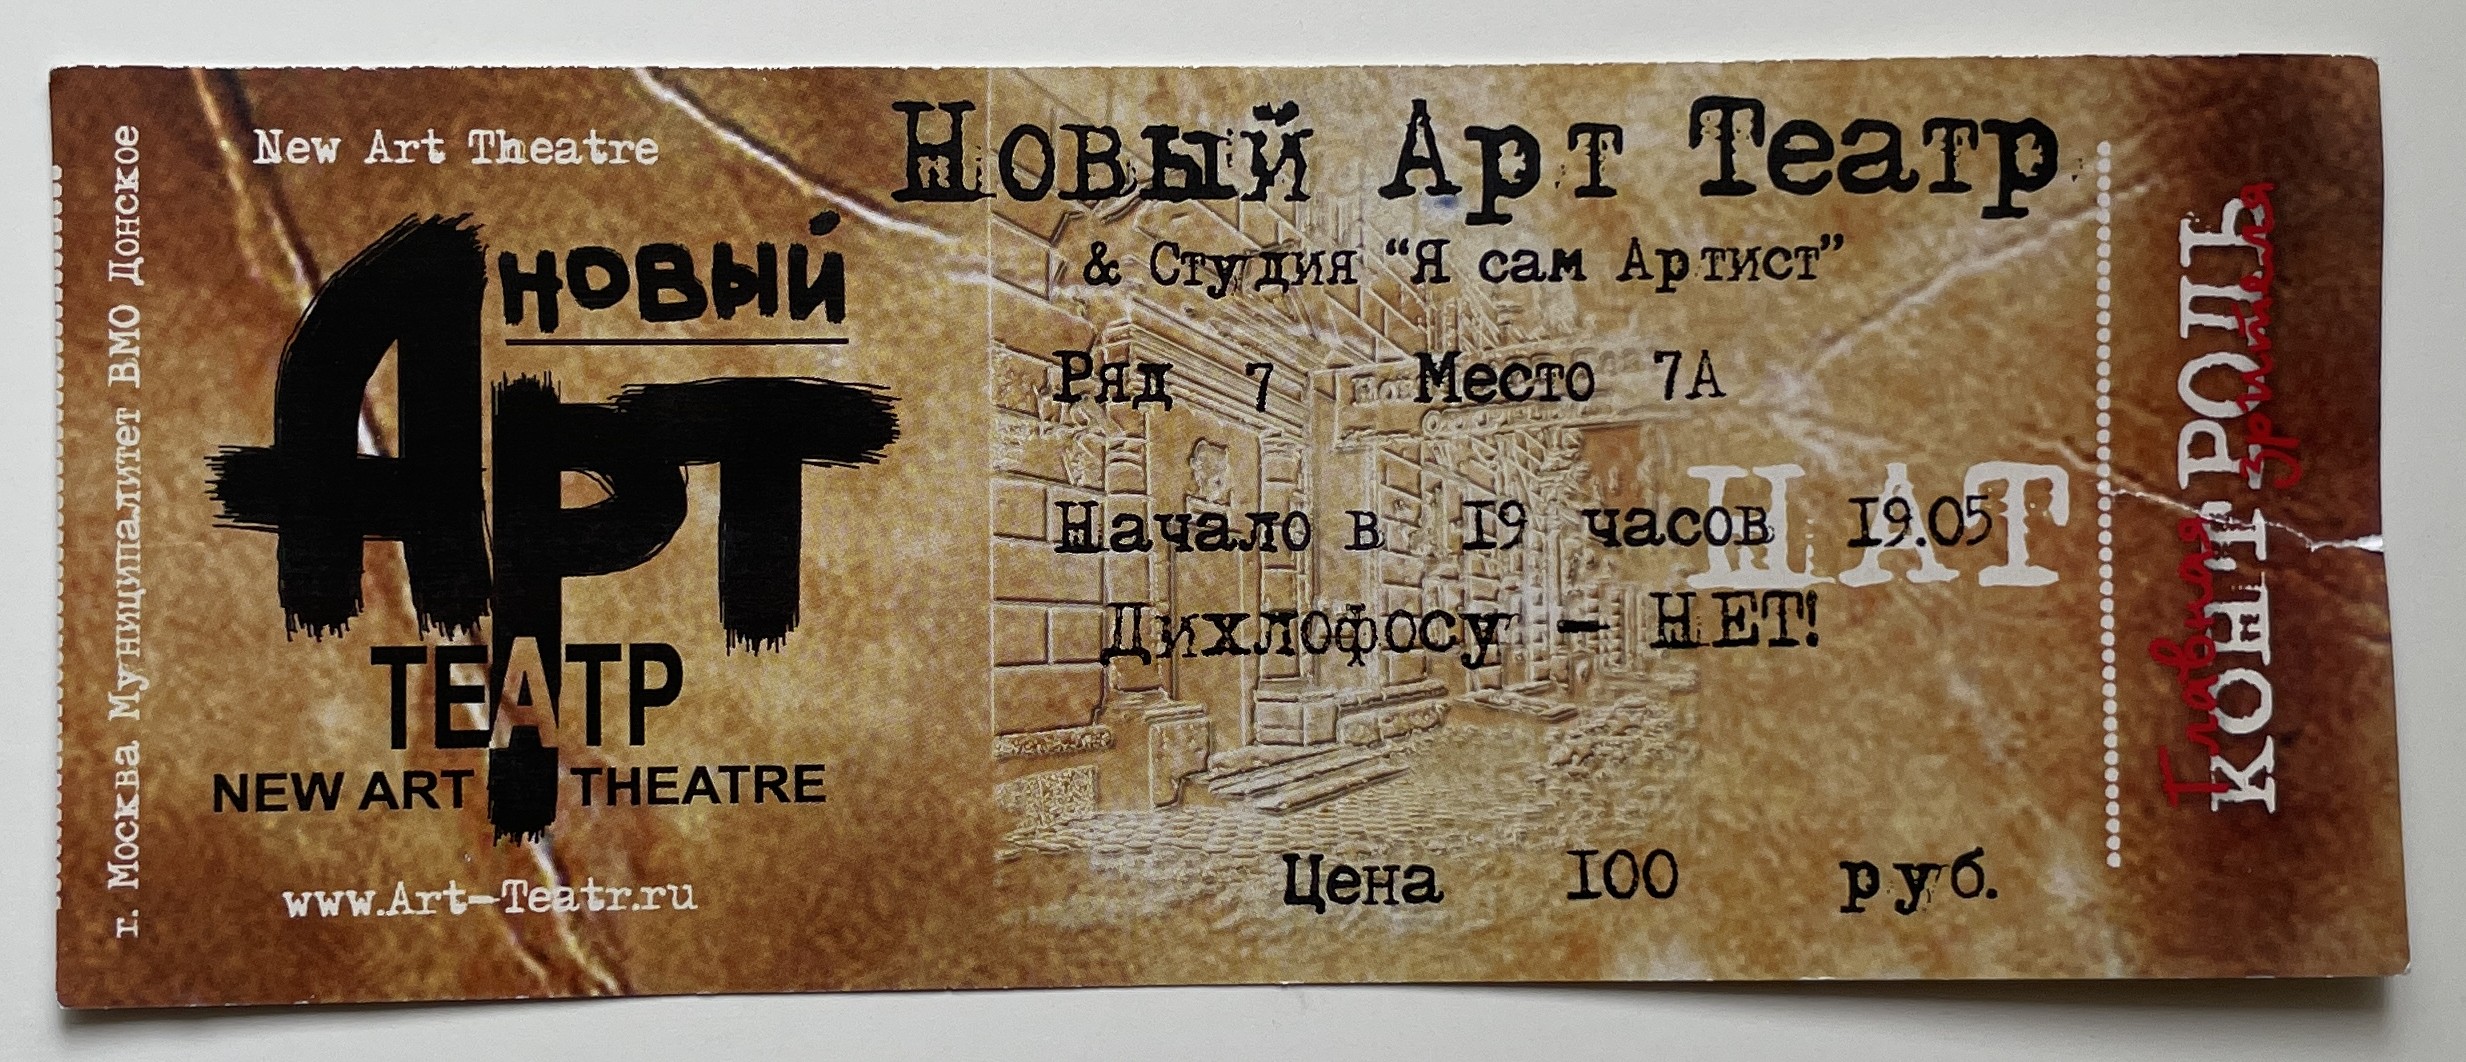 г. Москва Муниципалитет ВМО Донское
New Art Theatre
новый
Арт
ТЕАТР
NEW ART THEATRE
www.Art-Teatr.ru
Новый Арт Театр
& Студия “Я сам Артист”
Ряд 7 Место 7А
НАТ
Начало в 19 часов 19.05
Дихлофосу – НЕТ!
Цена 100 руб.
КОНТРОЛЬ
Главная зрителя